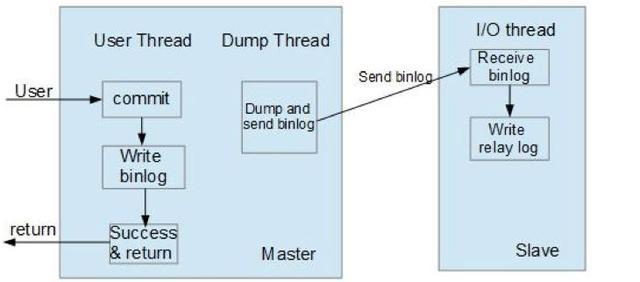 User Thread
Dump Thread
I/O thread
User
commit
Write
binlog
Success
& return
return
Dump and
send binlog
Send binlog
Receive
binlog
Write
relay log
Master
Slave